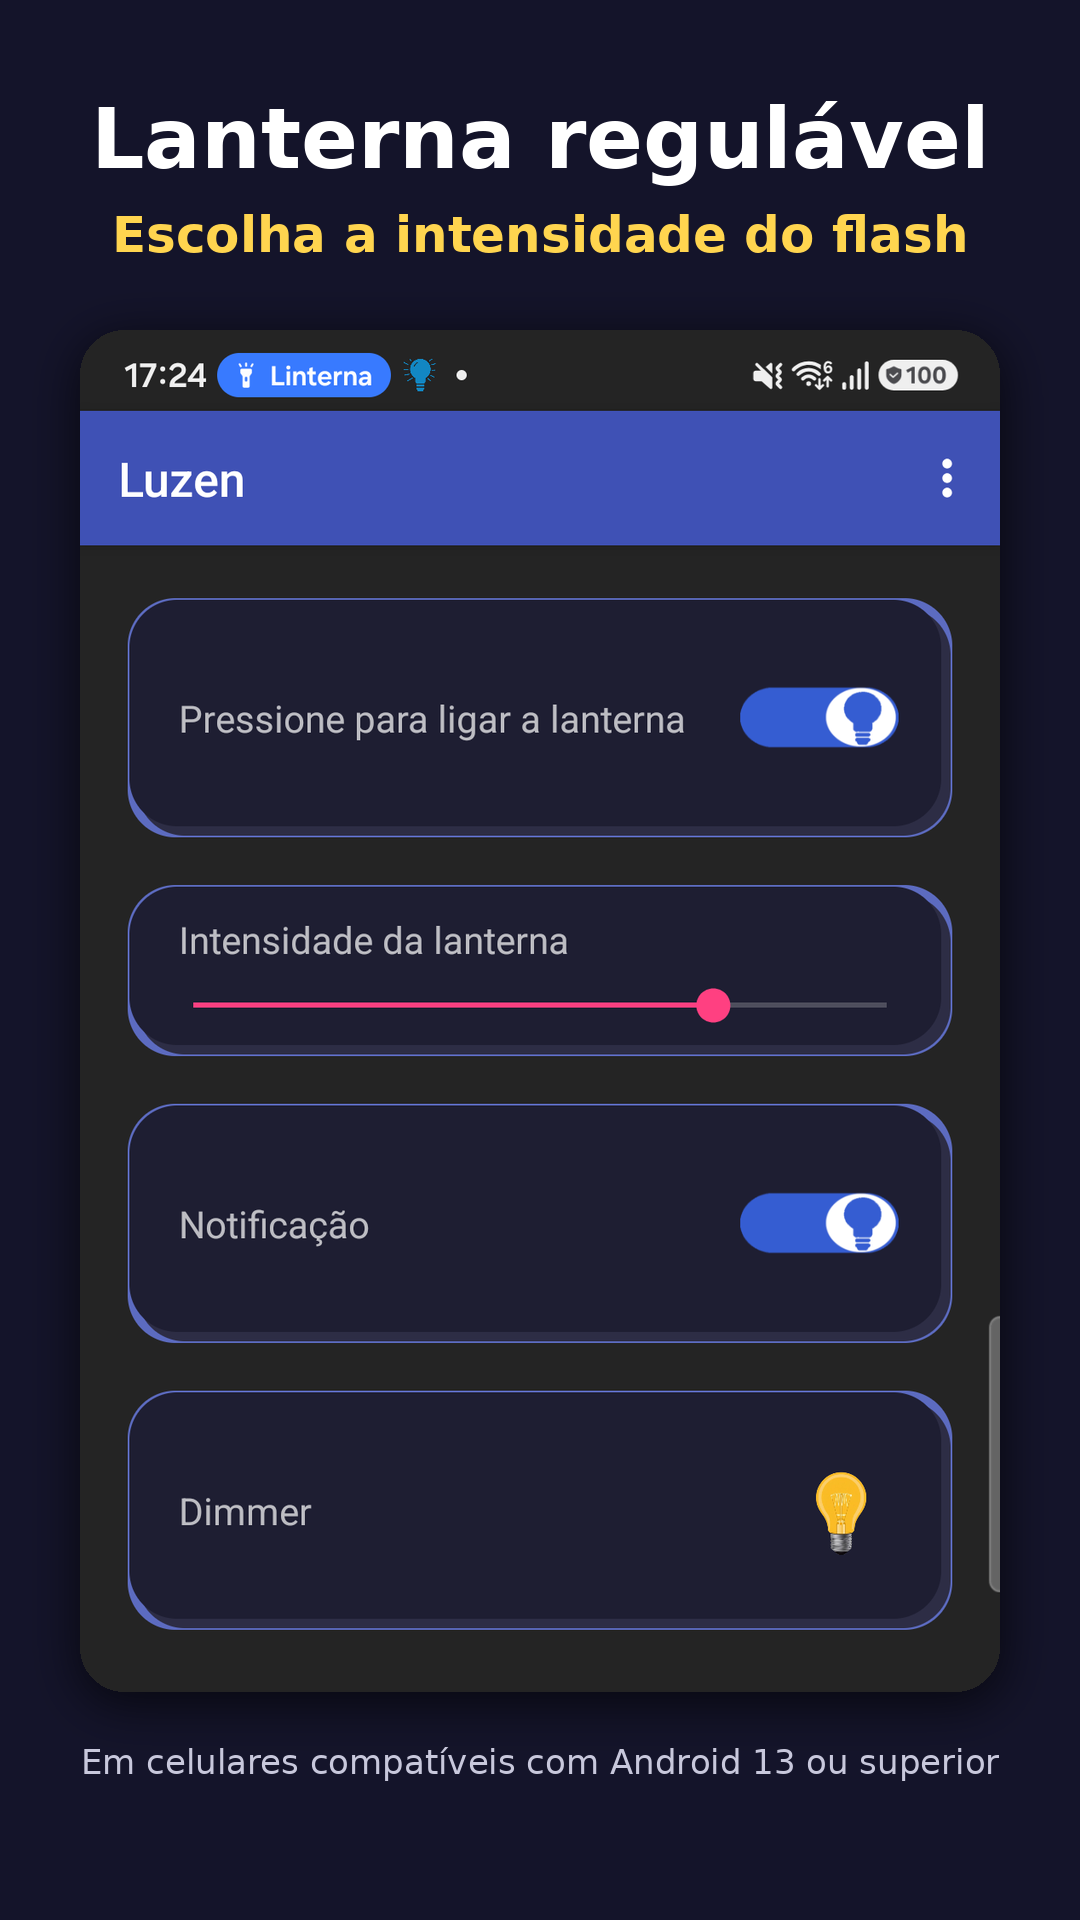 Lanterna regulável
Escolha a intensidade do flash
17:24 Linterna 6 100
Luzen
Pressione para ligar a lanterna
Intensidade da lanterna
Notificação
Dimmer
Em celulares compatíveis com Android 13 ou superior